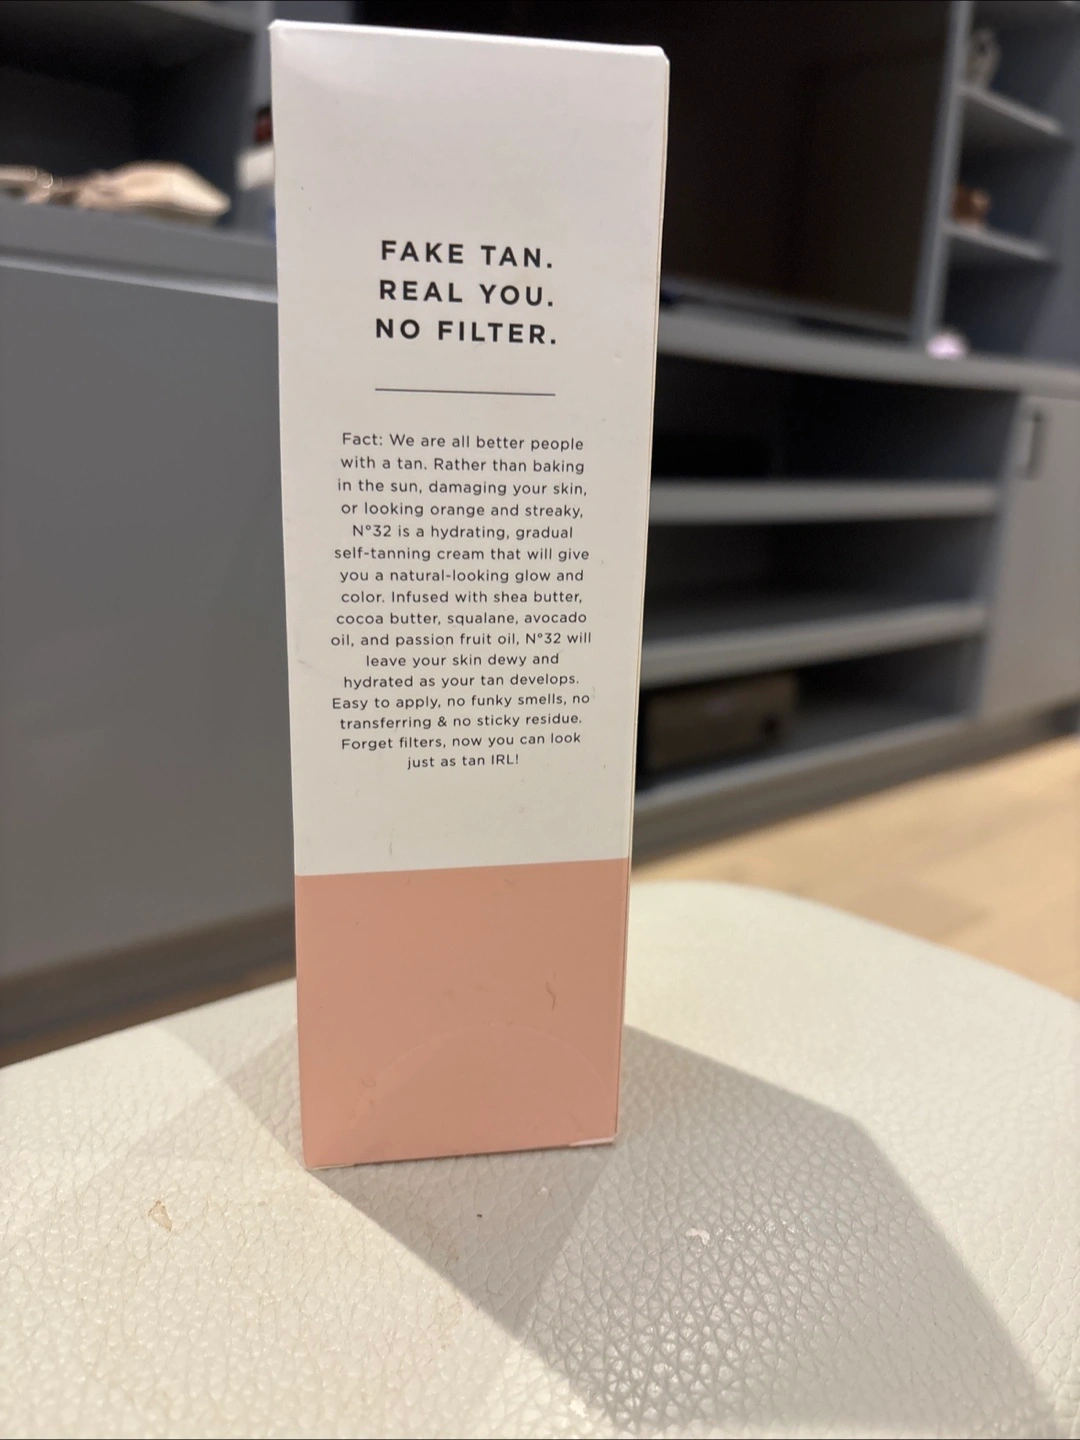 FAKE TAN.
REAL YOU.
NO FILTER.
Fact: We are all better people
with a tan. Rather than baking
in the sun, damaging your skin,
or looking orange and streaky,
N°32 is a hydrating, gradual
self-tanning cream that will give
you a natural-looking glow and
color. Infused with shea butter,
cocoa butter, squalane, avocado
oil, and passion fruit oil, N°32 will
leave your skin dewy and
hydrated as your tan develops.
Easy to apply, no funky smells, no
transferring & no sticky residue.
Forget filters, now you can look
just as tan IRL!